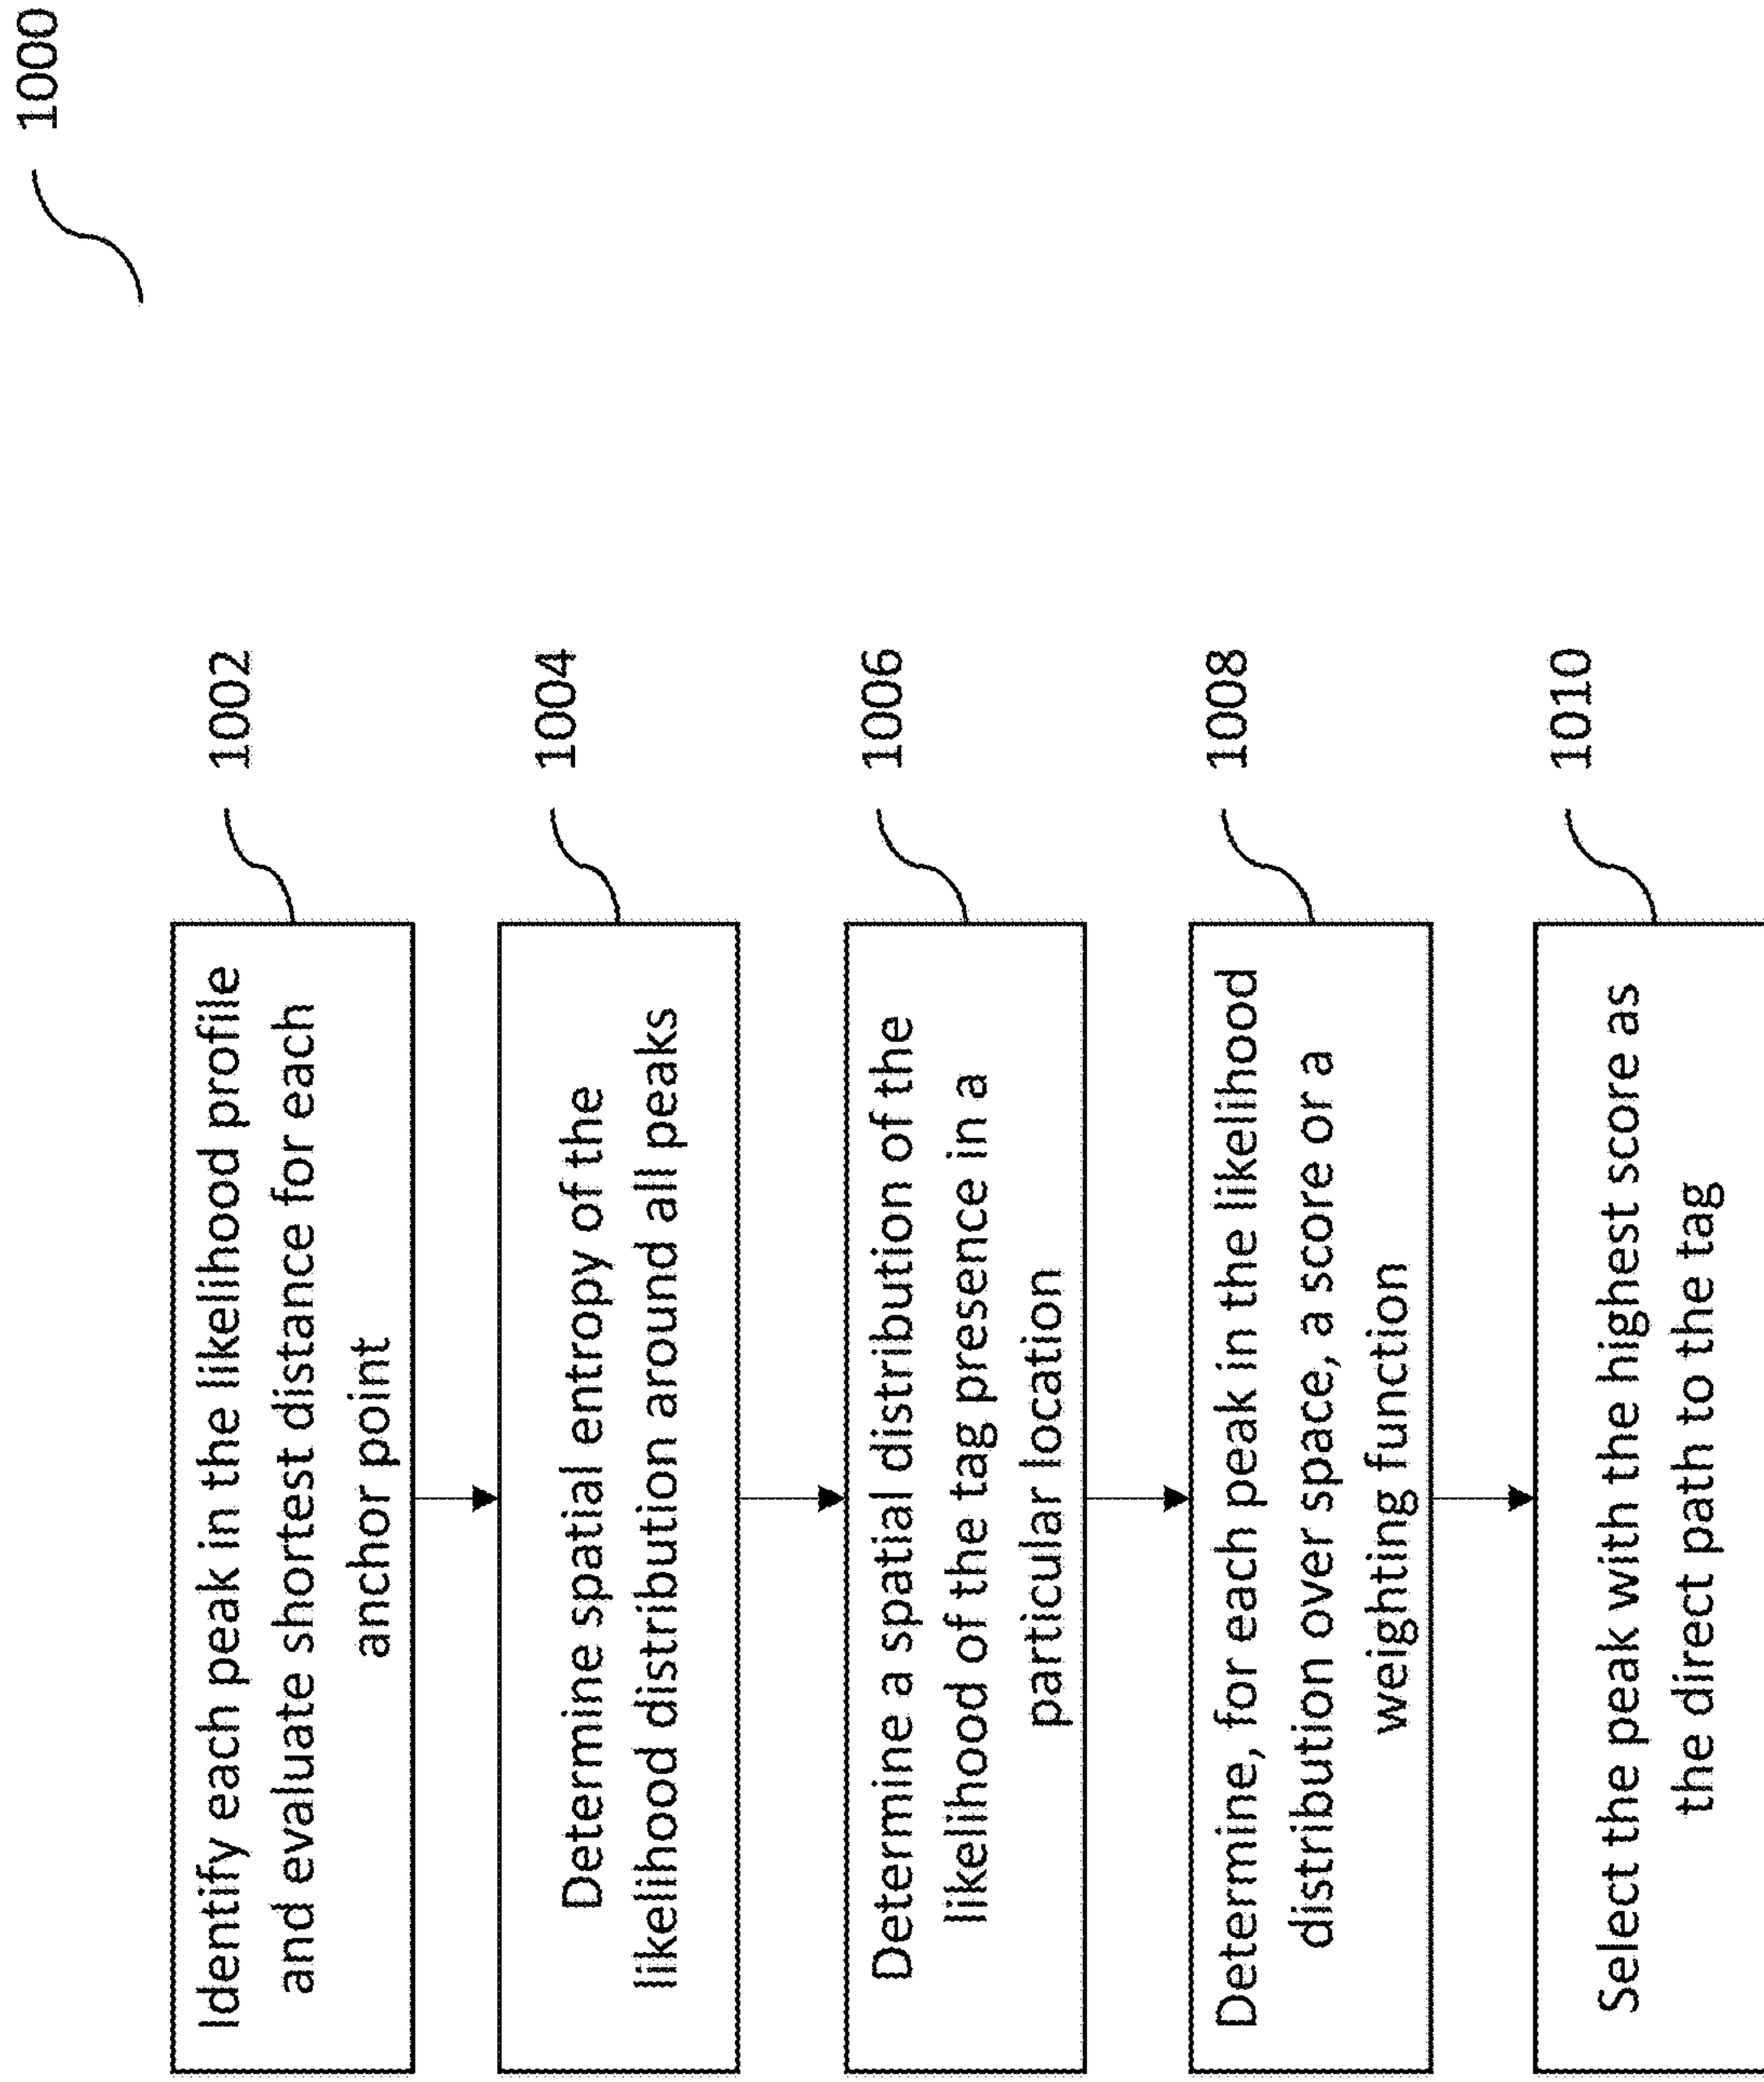 1000
Identify each peak in the likelihood profile
and evaluate shortest distance for each
anchor point
1002
Determine spatial entropy of the
likelihood distribution around all peaks
1004
Determine a spatial distribution of the
likelihood of the tag presence in a
particular location
1006
Determine, for each peak in the likelihood
distribution over space, a score or a
weighting function
1008
Select the peak with the highest score as
the direct path to the tag
1010